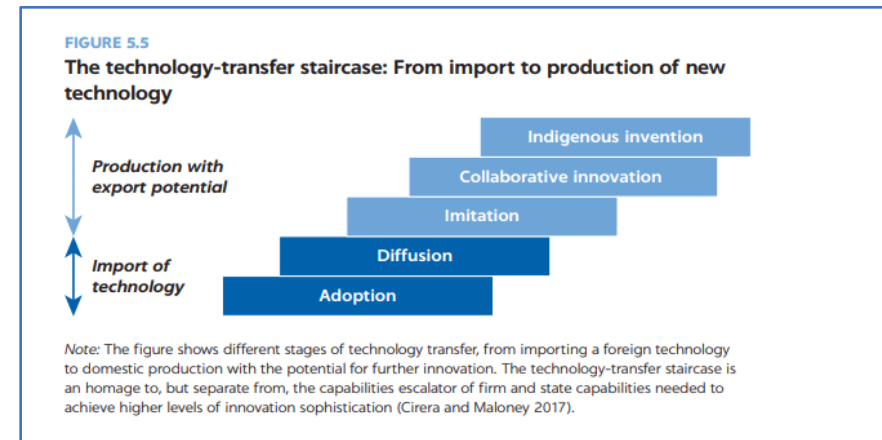 FIGURE 5.5
The technology-transfer staircase: From import to production of new
technology
Indigenous invention
Production with
export potential
Collaborative innovation
Imitation
Diffusion
Import of
technology
Adoption
Note: The figure shows different stages of technology transfer, from importing a foreign technology
to domestic production with the potential for further innovation. The technology-transfer staircase is
an homage to, but separate from, the capabilities escalator of firm and state capabilities needed to
achieve higher levels of innovation sophistication (Cirera and Maloney 2017).